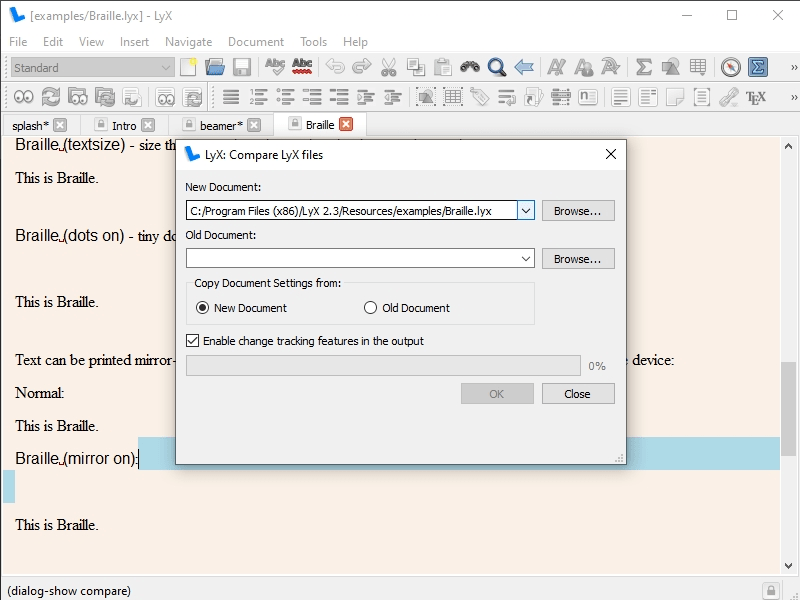 [examples/Braille.lyx] - LyX
File Edit View Insert Navigate Document Tools Help
Standard
splash* Intro beamer* Braille
Braille (textsize) - size th
This is Braille.
Braille (dots on) - tiny do
This is Braille.
Text can be printed mirror- e device:
Normal:
This is Braille.
Braille (mirror on):
This is Braille.
LyX: Compare LyX files
New Document:
C:/Program Files (x86)/LyX 2.3/Resources/examples/Braille.lyx Browse...
Old Document:
Browse...
Copy Document Settings from:
New Document Old Document
Enable change tracking features in the output
0%
OK Close
(dialog-show compare)